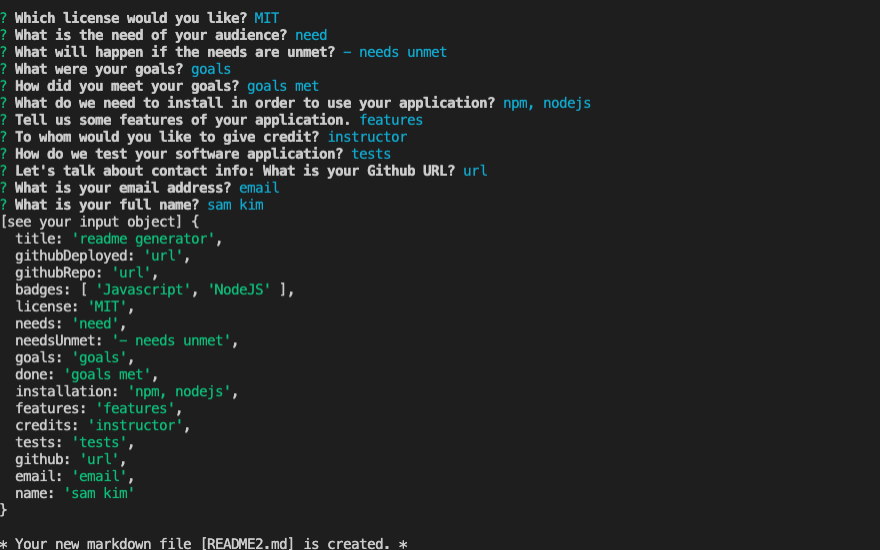 ? Which license would you like? MIT
? What is the need of your audience? need
? What will happen if the needs are unmet? - needs unmet
? What were your goals? goals
? How did you meet your goals? goals met
? What do we need to install in order to use your application? npm, nodejs
? Tell us some features of your application. features
? To whom would you like to give credit? instructor
? How do we test your software application? tests
? Let's talk about contact info: What is your Github URL? url
? What is your email address? email
? What is your full name? sam kim
[see your input object] {
  title: 'readme generator',
  githubDeployed: 'url',
  githubRepo: 'url',
  badges: [ 'Javascript', 'NodeJS' ],
  license: 'MIT',
  needs: 'need',
  needsUnmet: '- needs unmet',
  goals: 'goals',
  done: 'goals met',
  installation: 'npm, nodejs',
  features: 'features',
  credits: 'instructor',
  tests: 'tests',
  github: 'url',
  email: 'email',
  name: 'sam kim'
}
* Your new markdown file [README2.md] is created. *